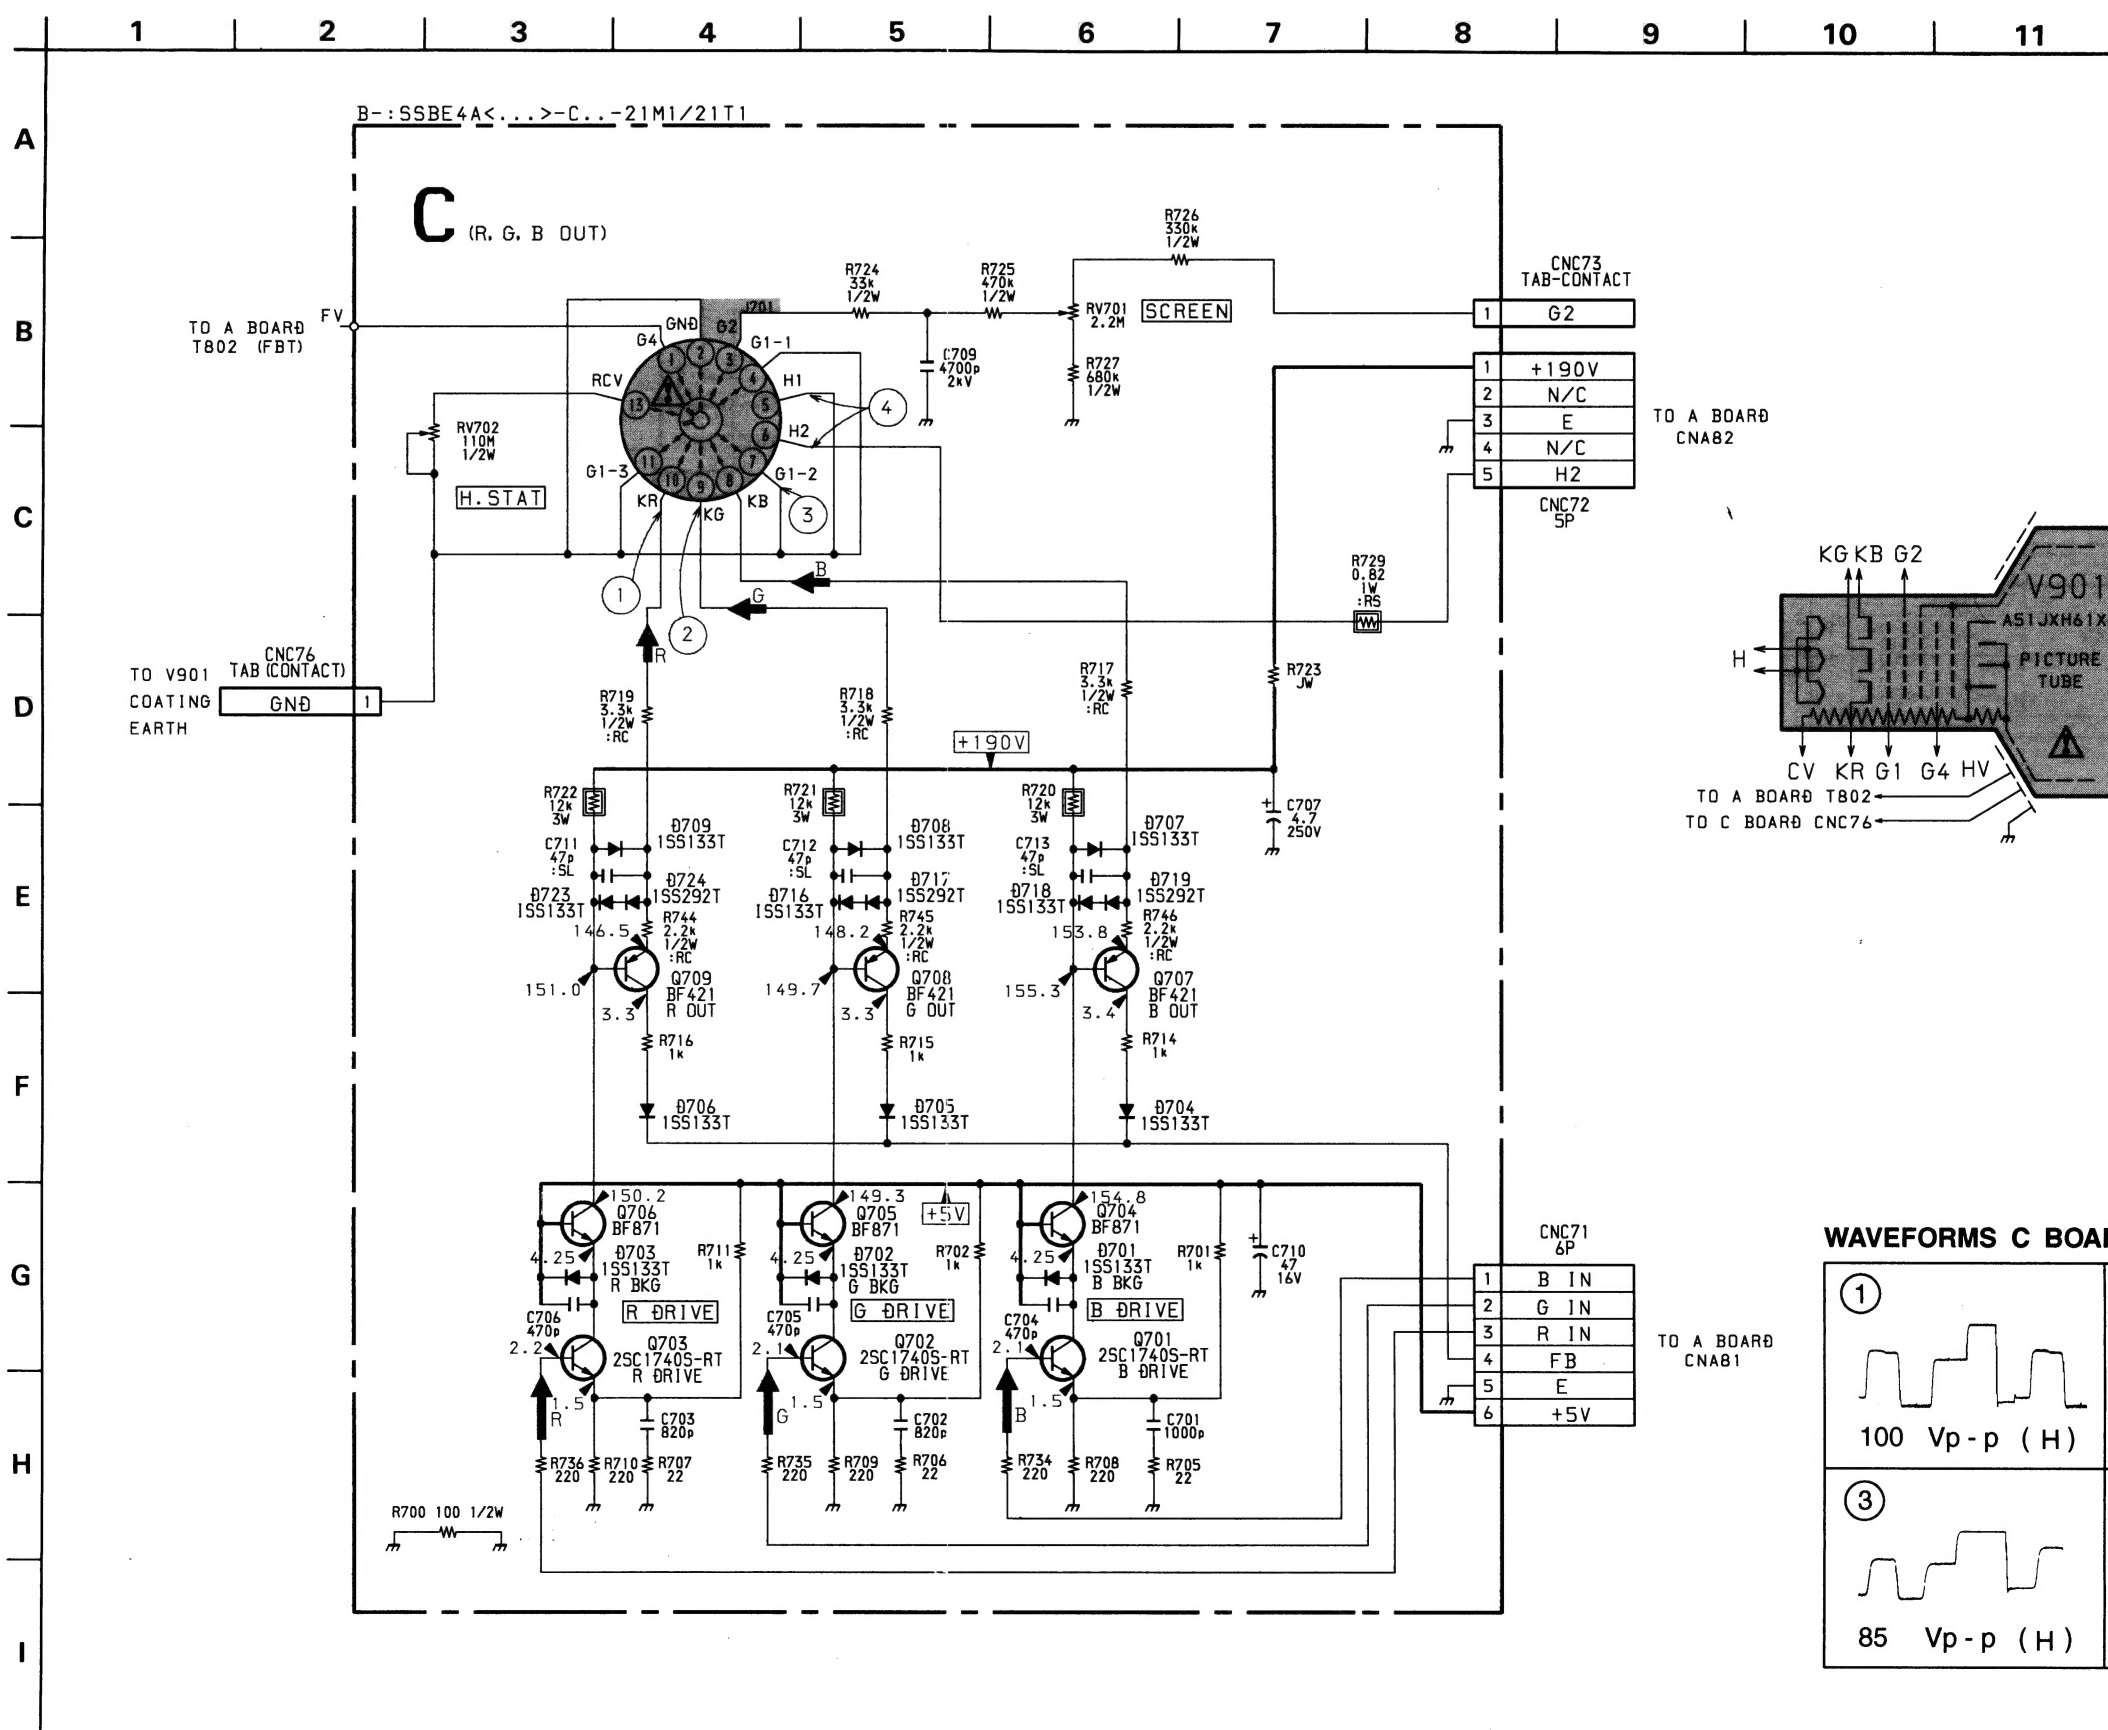 1 2 3 4 5 6 7 8 9 10 11
A
B
C
D
E
F
G
H
I
B-:SSBE4A<...>-C..-21M1/21T1
C (R, G, B OUT)
R726
330k
1/2W
R724
33k
1/2W
R725
470k
1/2W
RV701
2.2M
SCREEN
R727
680k
1/2W
C709
4700p
2kV
CNC73
TAB-CONTACT
1 G2
1 +190V
2 N/C
3 E
4 N/C
5 H2
CNC72
5P
TO A BOARD
CNA82
TO A BOARD
T802 (FBT)
FV
J701
GND
G2
G4
G1-1
RCV
H1
H2
G1-3
G1-2
KR
KG
KB
1 2 3 4 5 6 7 8 9 10 11 13
4
3
1
2
RV702
110M
1/2W
H.STAT
B
G
R
R729
0.82
1W
:RS
TO V901
COATING
EARTH
CNC76
TAB (CONTACT)
GND 1
R719
3.3k
1/2W
:RC
R718
3.3k
1/2W
:RC
R717
3.3k
1/2W
:RC
R723
JW
+190V
R722
12k
3W
R721
12k
3W
R720
12k
3W
C707
4.7
250V
D709
1SS133T
D708
1SS133T
D707
1SS133T
C711
47p
:SL
C712
47p
:SL
C713
47p
:SL
D724
1SS292T
D717
1SS292T
D719
1SS292T
D723
1SS133T
D716
1SS133T
D718
1SS133T
R744
2.2k
1/2W
:RC
R745
2.2k
1/2W
:RC
R746
2.2k
1/2W
:RC
146.5
148.2
153.8
151.0
149.7
155.3
Q709
BF421
R OUT
Q708
BF421
G OUT
Q707
BF421
B OUT
3.3
3.3
3.4
R716
1k
R715
1k
R714
1k
D706
1SS133T
D705
1SS133T
D704
1SS133T
150.2
149.3
154.8
+5V
Q706
BF871
Q705
BF871
Q704
BF871
4.25
4.25
4.25
D703
1SS133T
R BKG
D702
1SS133T
G BKG
D701
1SS133T
B BKG
R711
1k
R702
1k
R701
1k
C710
47
16V
R DRIVE
G DRIVE
B DRIVE
C706
470p
C705
470p
C704
470p
2.2
2.1
2.1
Q703
2SC1740S-RT
R DRIVE
Q702
2SC1740S-RT
G DRIVE
Q701
2SC1740S-RT
B DRIVE
1.5
1.5
1.5
R
G
B
C703
820p
C702
820p
C701
1000p
R736
220
R710
220
R707
22
R735
220
R709
220
R706
22
R734
220
R708
220
R705
22
R700 100 1/2W
CNC71
6P
1 B IN
2 G IN
3 R IN
4 FB
5 E
6 +5V
TO A BOARD
CNA81
KG KB G2
V901
A51JXH61X
PICTURE
TUBE
H
CV KR G1 G4 HV
TO A BOARD T802
TO C BOARD CNC76
WAVEFORMS C BOA
1
100 Vp-p (H)
3
85 Vp-p (H)